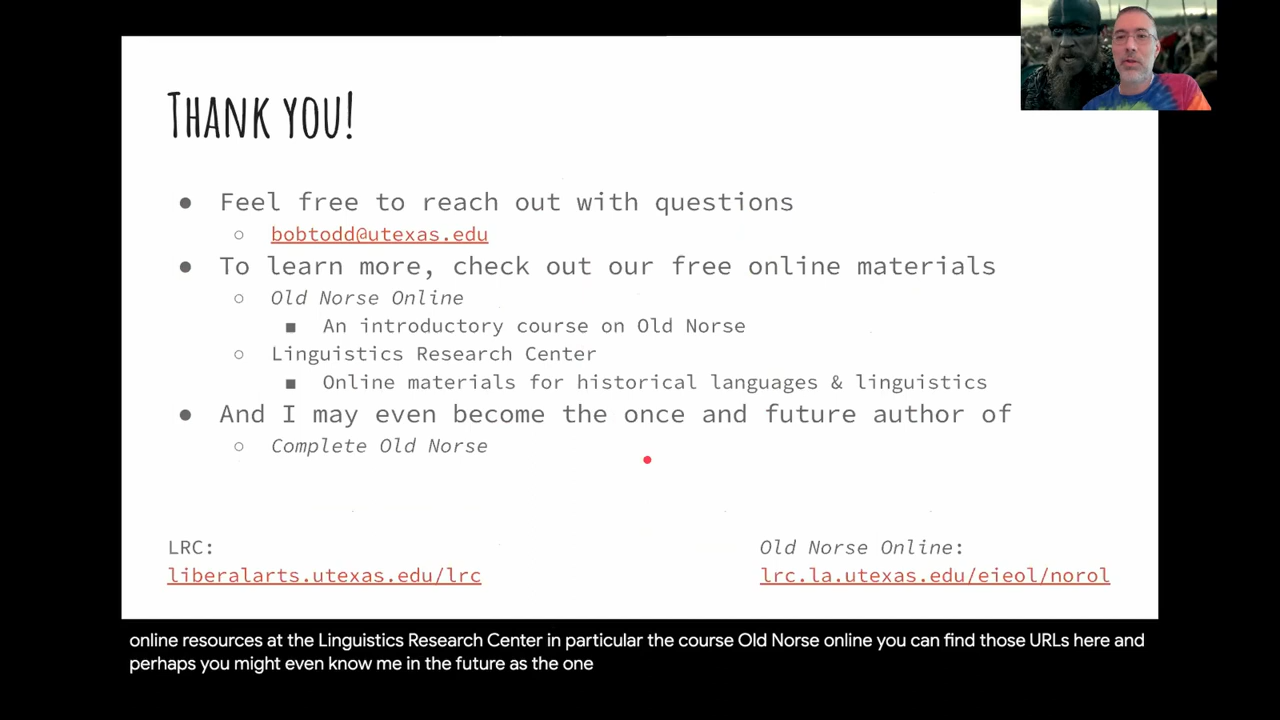 THANK YOU!
● Feel free to reach out with questions
○ bobtodd@utexas.edu
● To learn more, check out our free online materials
○ Old Norse Online
■ An introductory course on Old Norse
○ Linguistics Research Center
■ Online materials for historical languages & linguistics
● And I may even become the once and future author of
○ Complete Old Norse
LRC:
liberalarts.utexas.edu/lrc
Old Norse Online:
lrc.la.utexas.edu/eieol/norol
online resources at the Linguistics Research Center in particular the course Old Norse online you can find those URLs here and
perhaps you might even know me in the future as the one